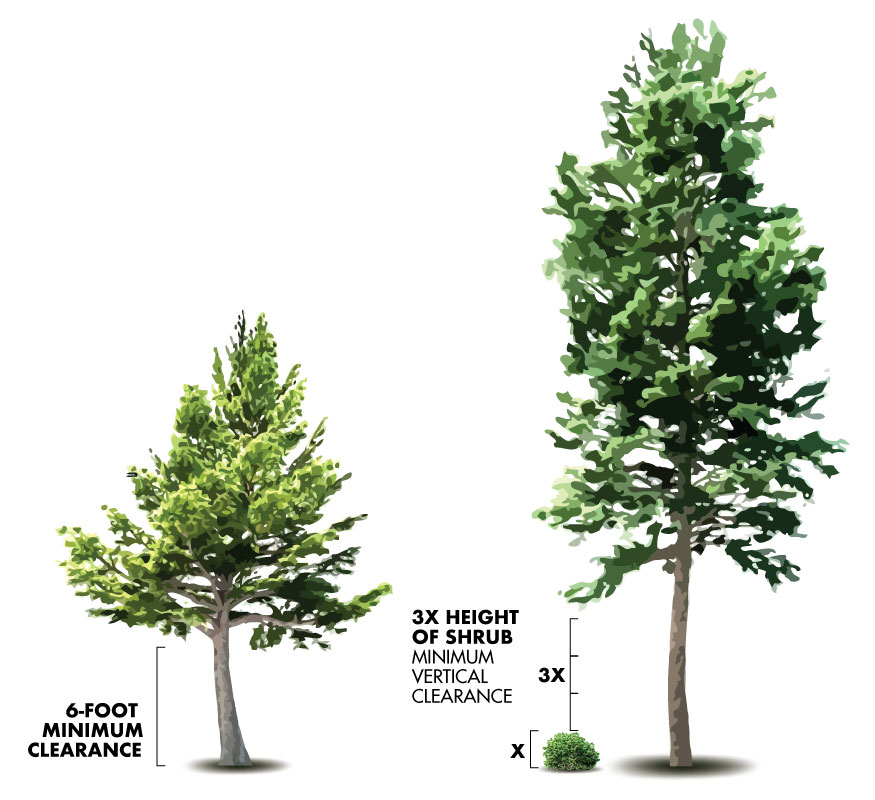 6-FOOT
MINIMUM
CLEARANCE
3X HEIGHT
OF SHRUB
MINIMUM
VERTICAL
CLEARANCE
3X
X